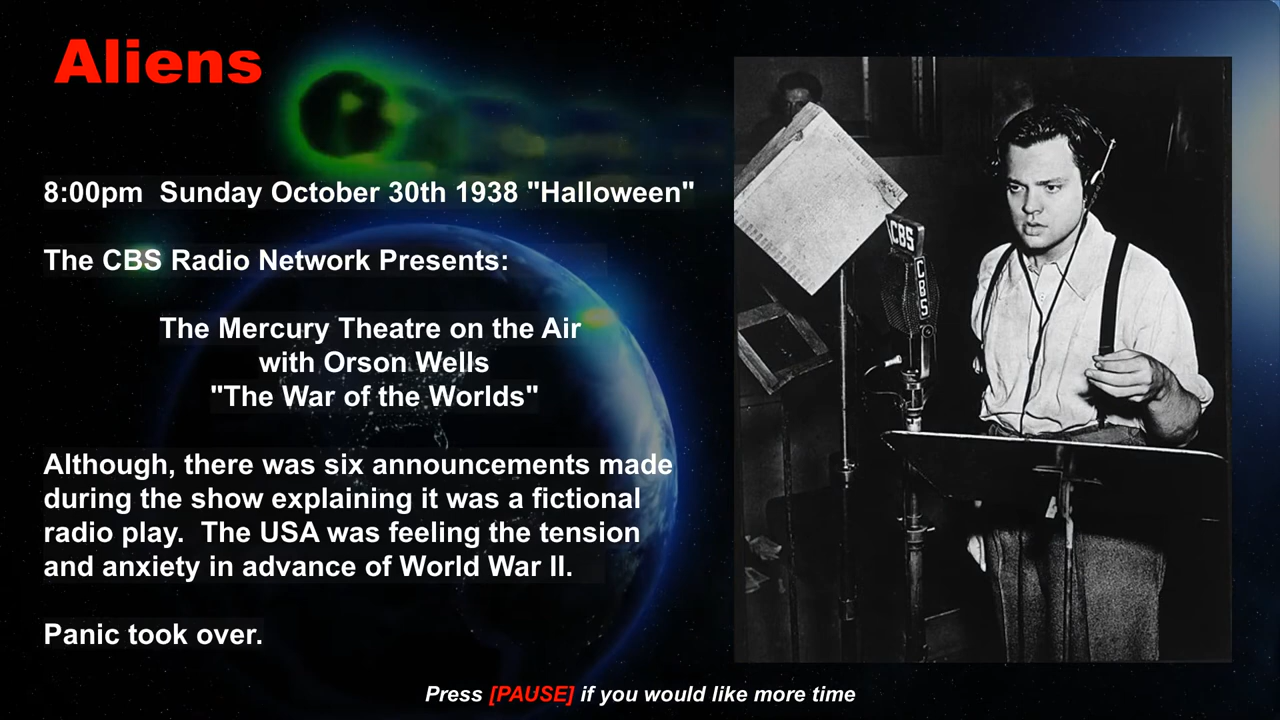 Aliens
8:00pm  Sunday October 30th 1938 "Halloween"
The CBS Radio Network Presents:
The Mercury Theatre on the Air
with Orson Wells
"The War of the Worlds"
Although, there was six announcements made
during the show explaining it was a fictional
radio play.  The USA was feeling the tension
and anxiety in advance of World War II.
Panic took over.
CBS
CBS
Press [PAUSE] if you would like more time